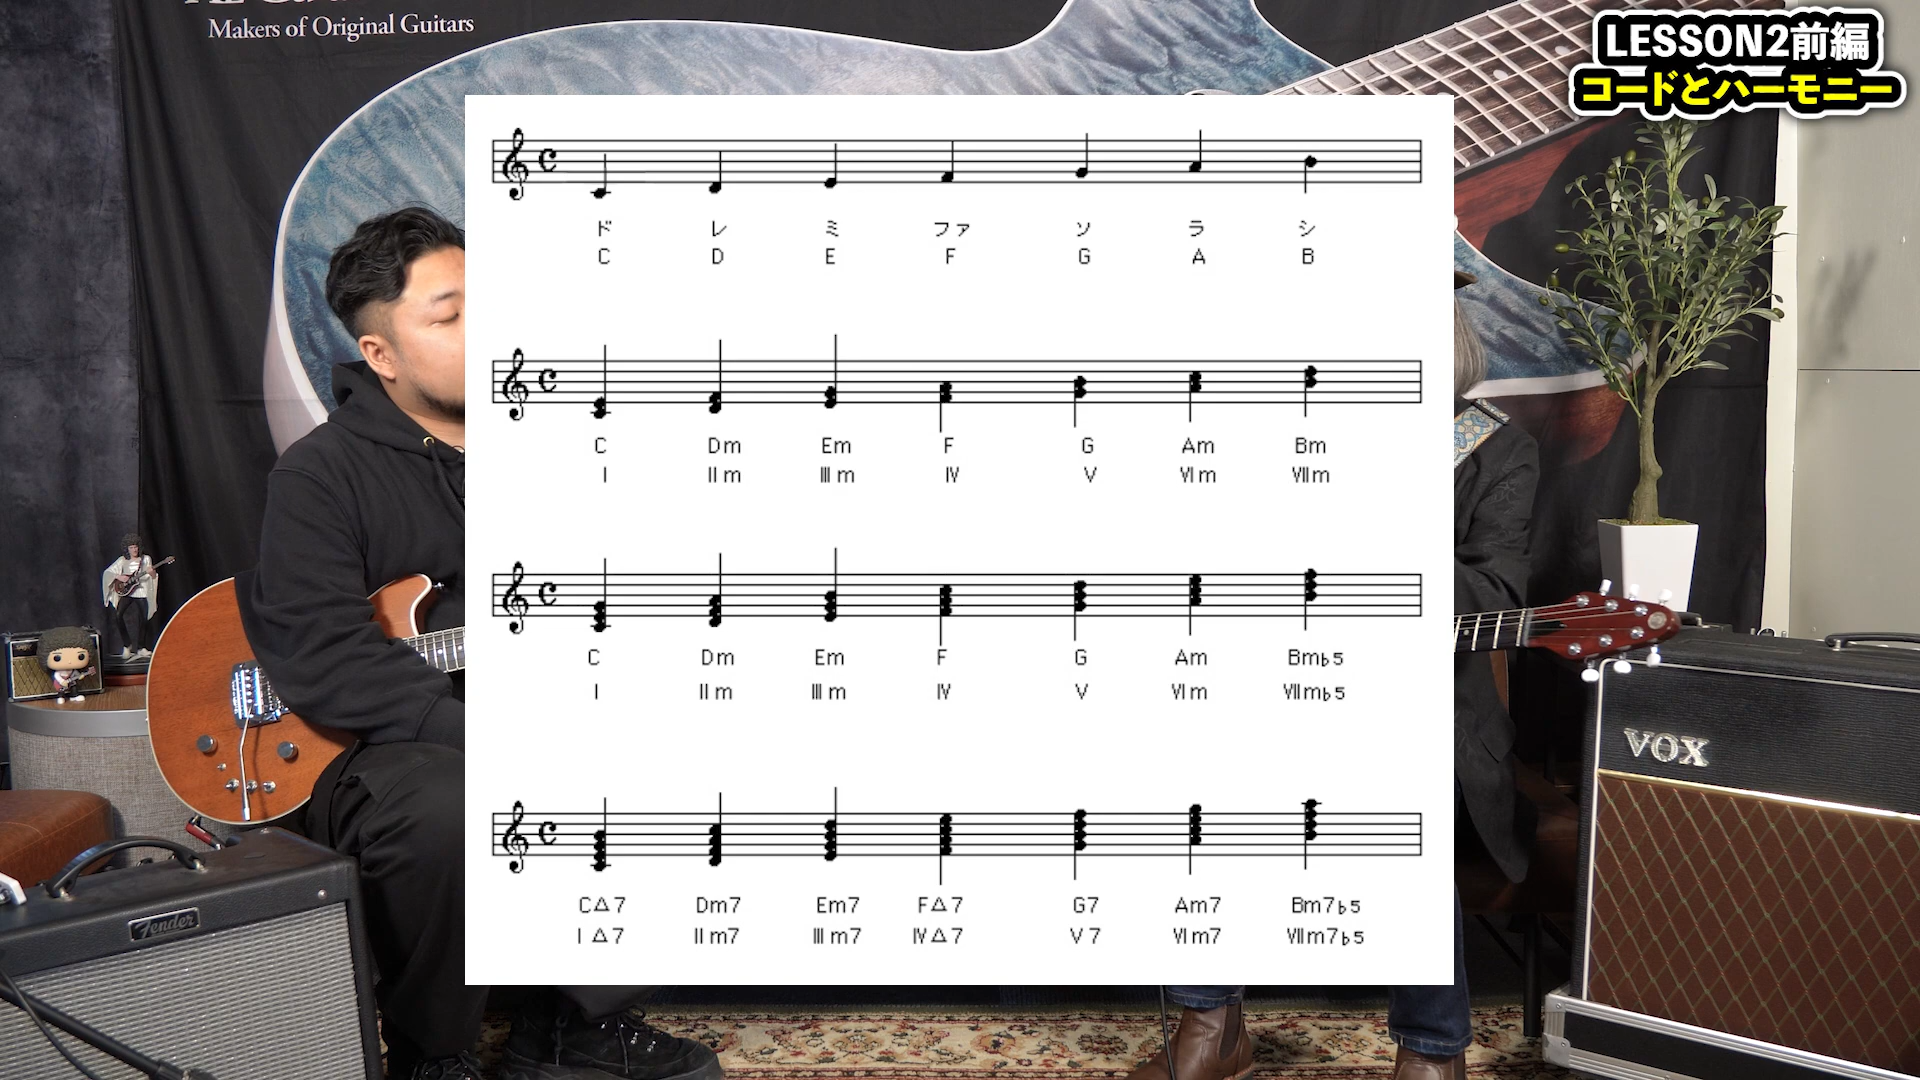 Makers of Original Guitars
LESSON2前編
コードとハーモニー
ド レ ミ ファ ソ ラ シ
C D E F G A B
C Dm Em F G Am Bm
Ⅰ Ⅱm Ⅲm Ⅳ Ⅴ Ⅵm Ⅶm
C Dm Em F G Am Bm♭5
Ⅰ Ⅱm Ⅲm Ⅳ Ⅴ Ⅵm Ⅶm♭5
C△7 Dm7 Em7 F△7 G7 Am7 Bm7♭5
Ⅰ△7 Ⅱm7 Ⅲm7 Ⅳ△7 Ⅴ7 Ⅵm7 Ⅶm7♭5
VOX
Fender